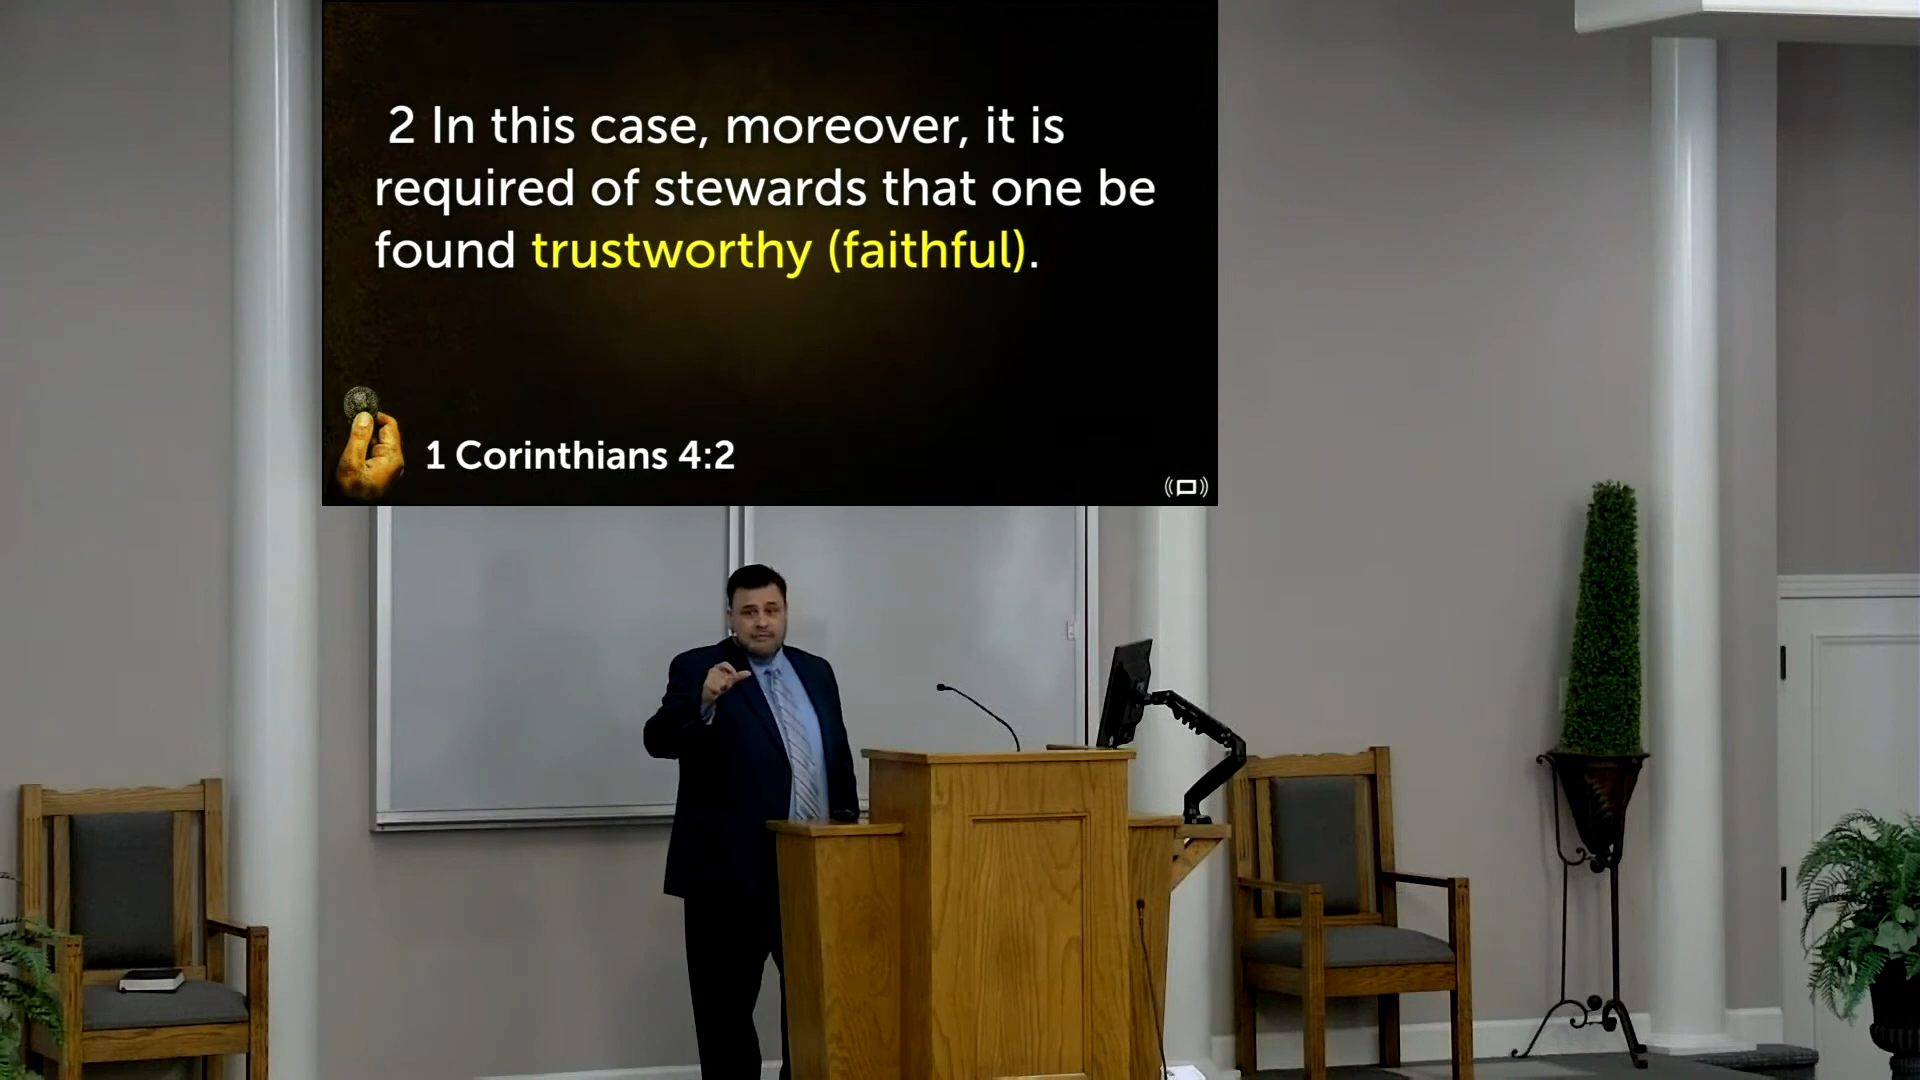 2 In this case, moreover, it is
required of stewards that one be
found trustworthy (faithful).
1 Corinthians 4:2